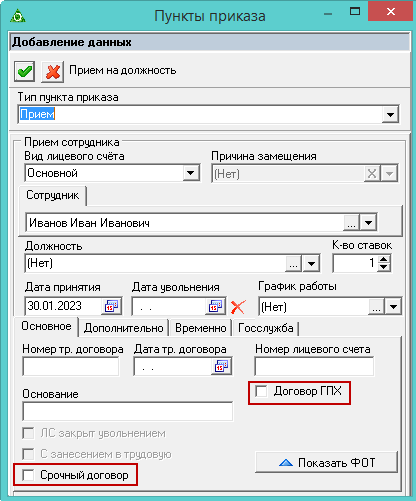 Пункты приказа
Добавление данных
Прием на должность
Тип пункта приказа
Прием
Прием сотрудника
Вид лицевого счёта Причина замещения
Основной (Нет)
Сотрудник
Иванов Иван Иванович
Должность К-во ставок
(Нет) 1
Дата принятия Дата увольнения График работы
30.01.2023 . . (Нет)
Основное Дополнительно Временно Госслужба
Номер тр. договора Дата тр. договора Номер лицевого счета
. .
Основание Договор ГПХ
ЛС закрыт увольнением
С занесением в трудовую
Срочный договор Показать ФОТ